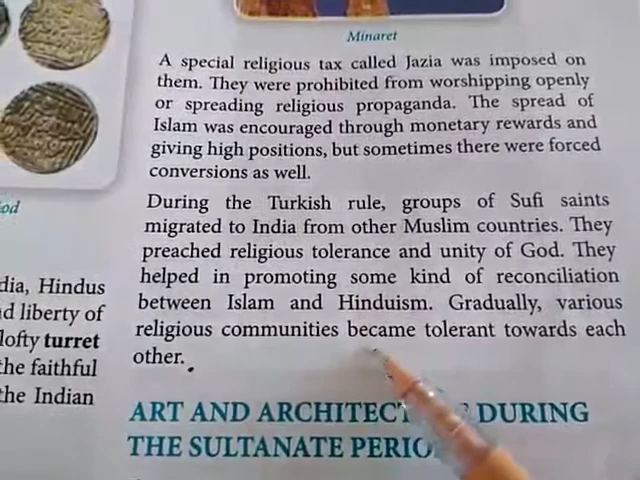 Minaret
A special religious tax called Jazia was imposed on
them. They were prohibited from worshipping openly
or spreading religious propaganda. The spread of
Islam was encouraged through monetary rewards and
giving high positions, but sometimes there were forced
conversions as well.
During the Turkish rule, groups of Sufi saints
migrated to India from other Muslim countries. They
preached religious tolerance and unity of God. They
helped in promoting some kind of reconciliation
between Islam and Hinduism. Gradually, various
religious communities became tolerant towards each
other.
ART AND DURING
THE SULTANATE
Hindus
liberty of
lofty turret
the faithful
the Indian